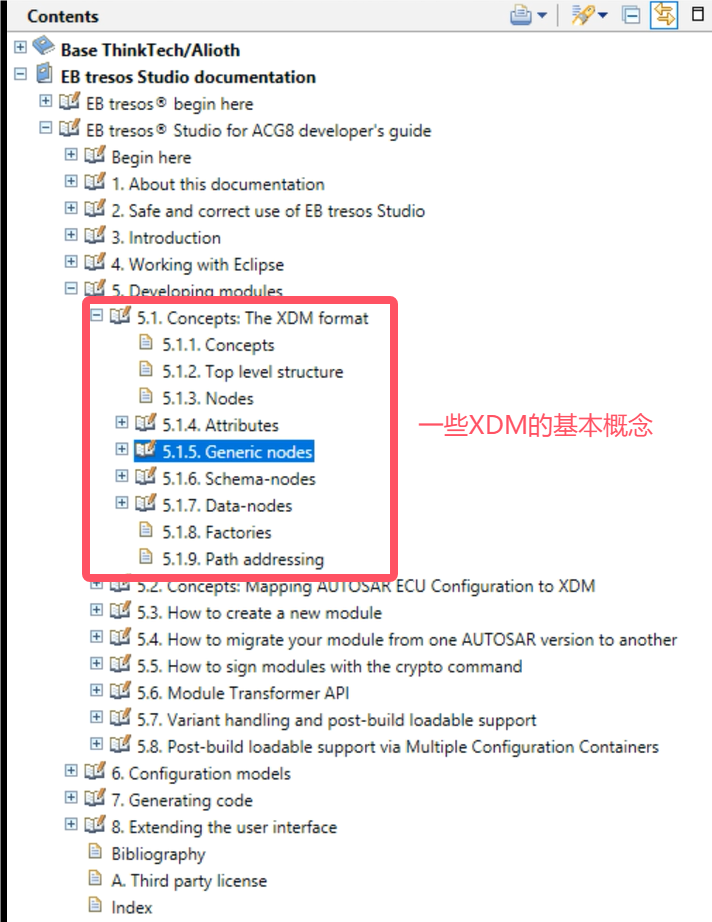 Contents
Base ThinkTech/Alioth
EB tresos Studio documentation
EB tresos® begin here
EB tresos® Studio for ACG8 developer's guide
Begin here
1. About this documentation
2. Safe and correct use of EB tresos Studio
3. Introduction
4. Working with Eclipse
5. Developing modules
5.1. Concepts: The XDM format
5.1.1. Concepts
5.1.2. Top level structure
5.1.3. Nodes
5.1.4. Attributes
一些XDM的基本概念
5.1.5. Generic nodes
5.1.6. Schema-nodes
5.1.7. Data-nodes
5.1.8. Factories
5.1.9. Path addressing
5.2. Concepts: Mapping AUTOSAR ECU Configuration to XDM
5.3. How to create a new module
5.4. How to migrate your module from one AUTOSAR version to another
5.5. How to sign modules with the crypto command
5.6. Module Transformer API
5.7. Variant handling and post-build loadable support
5.8. Post-build loadable support via Multiple Configuration Containers
6. Configuration models
7. Generating code
8. Extending the user interface
Bibliography
A. Third party license
Index